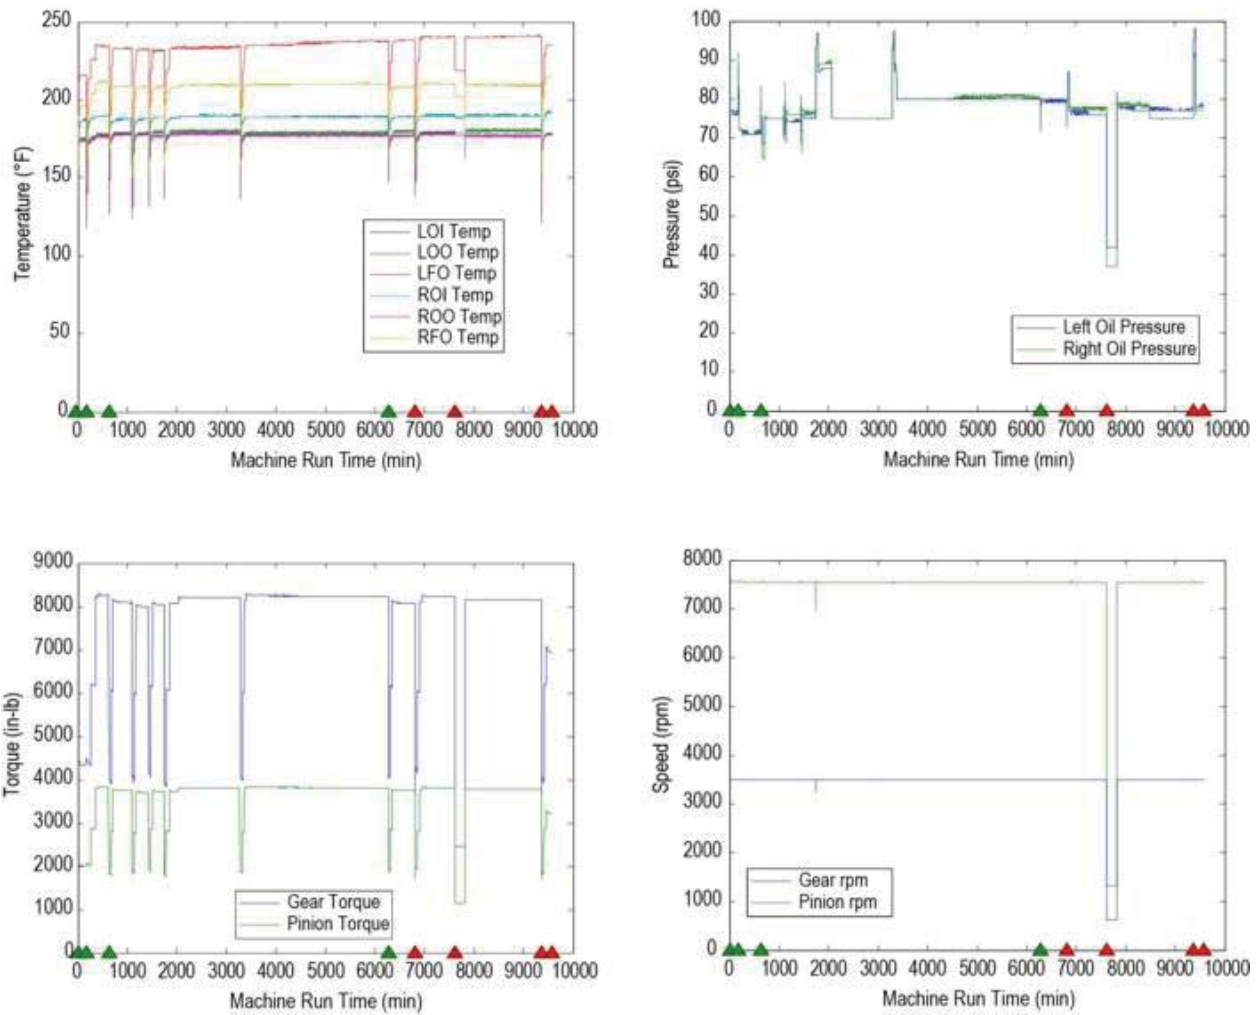 250
200
150
100
50
0
Temperature (°F)
LOI Temp
LOO Temp
LFO Temp
ROI Temp
ROO Temp
RFO Temp
0 1000 2000 3000 4000 5000 6000 7000 8000 9000 10000
Machine Run Time (min)
100
90
80
70
60
50
40
30
20
10
0
Pressure (psi)
Left Oil Pressure
Right Oil Pressure
0 1000 2000 3000 4000 5000 6000 7000 8000 9000 10000
Machine Run Time (min)
9000
8000
7000
6000
5000
4000
3000
2000
1000
0
Torque (in-lb)
Gear Torque
Pinion Torque
0 1000 2000 3000 4000 5000 6000 7000 8000 9000 10000
Machine Run Time (min)
8000
7000
6000
5000
4000
3000
2000
1000
0
Speed (rpm)
Gear rpm
Pinion rpm
0 1000 2000 3000 4000 5000 6000 7000 8000 9000 10000
Machine Run Time (min)